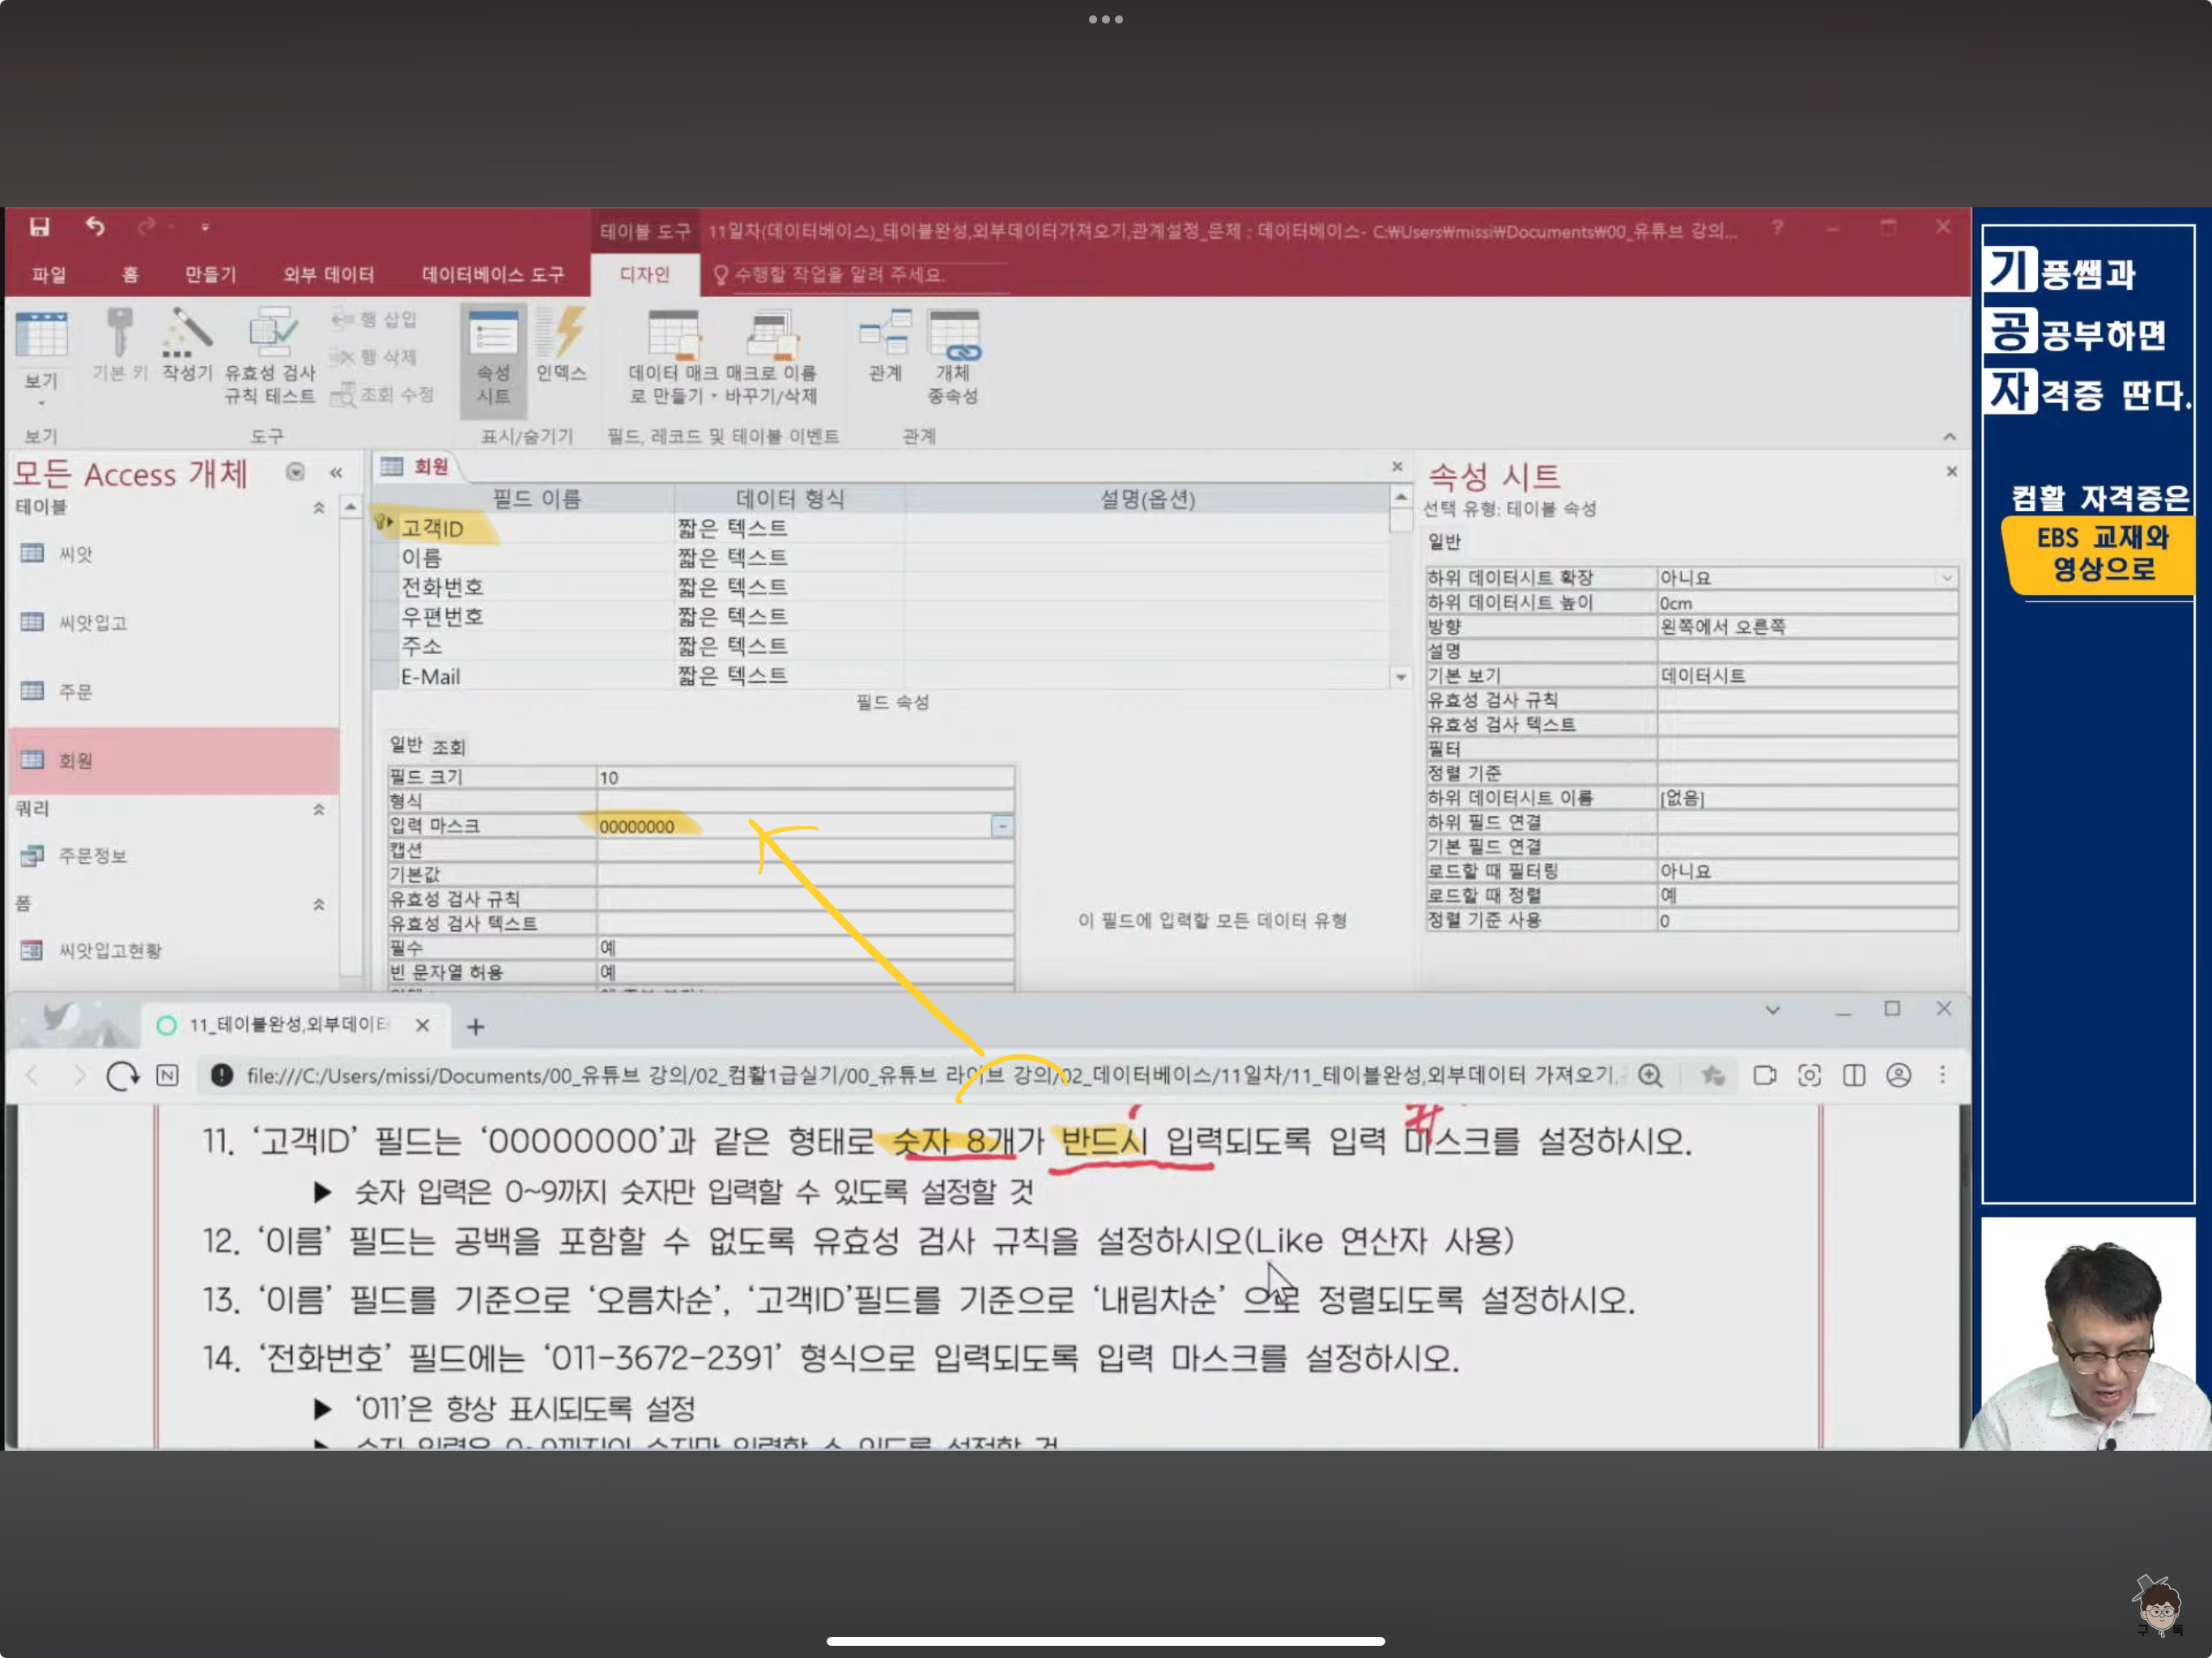 테이블 도구
11일차(데이터베이스)_테이블완성,외부데이터가져오기,관계설정_문제 : 데이터베이스- C:₩Users₩missi₩Documents₩00_유튜브 강의...
파일 홈 만들기 외부 데이터 데이터베이스 도구 디자인 수행할 작업을 알려 주세요.
보기
기본 키
작성기
유효성 검사
규칙 테스트
행 삽입
행 삭제
조회 수정
속성
시트
인덱스
데이터 매크
로 만들기
매크로 이름
바꾸기/삭제
관계
개체
종속성
보기 도구 표시/숨기기 필드, 레코드 및 테이블 이벤트 관계
모든 Access 개체
테이블
씨앗
씨앗입고
주문
회원
쿼리
주문정보
폼
씨앗입고현황
회원
필드 이름 데이터 형식 설명(옵션)
고객ID 짧은 텍스트
이름 짧은 텍스트
전화번호 짧은 텍스트
우편번호 짧은 텍스트
주소 짧은 텍스트
E-Mail 짧은 텍스트
필드 속성
일반 조회
필드 크기 10
형식
입력 마스크 00000000
캡션
기본값
유효성 검사 규칙
유효성 검사 텍스트
필수 예
빈 문자열 허용 예
이 필드에 입력할 모든 데이터 유형
속성 시트
선택 유형: 테이블 속성
일반
하위 데이터시트 확장 아니요
하위 데이터시트 높이 0cm
방향 왼쪽에서 오른쪽
설명
기본 보기 데이터시트
유효성 검사 규칙
유효성 검사 텍스트
필터
정렬 기준
하위 데이터시트 이름 [없음]
하위 필드 연결
기본 필드 연결
로드할 때 필터링 아니요
로드할 때 정렬 예
정렬 기준 사용 0
기풍쌤과
공공부하면
자격증 딴다.
컴활 자격증은
EBS 교재와
영상으로
11_테이블완성,외부데이터
file:///C:/Users/missi/Documents/00_유튜브 강의/02_컴활1급실기/00_유튜브 라이브 강의/02_데이터베이스/11일차/11_테이블완성,외부데이터 가져오기,
11. ‘고객ID’ 필드는 ‘00000000’과 같은 형태로 숫자 8개가 반드시 입력되도록 입력 마스크를 설정하시오.
▶ 숫자 입력은 0~9까지 숫자만 입력할 수 있도록 설정할 것
12. ‘이름’ 필드는 공백을 포함할 수 없도록 유효성 검사 규칙을 설정하시오(Like 연산자 사용)
13. ‘이름’ 필드를 기준으로 ‘오름차순’, ‘고객ID’필드를 기준으로 ‘내림차순’ 으로 정렬되도록 설정하시오.
14. ‘전화번호’ 필드에는 ‘011-3672-2391’ 형식으로 입력되도록 입력 마스크를 설정하시오.
▶ ‘011’은 항상 표시되도록 설정
▶ 숫자 입력은 0~9까지의 숫자만 입력할 수 있도록 설정할 것
구독